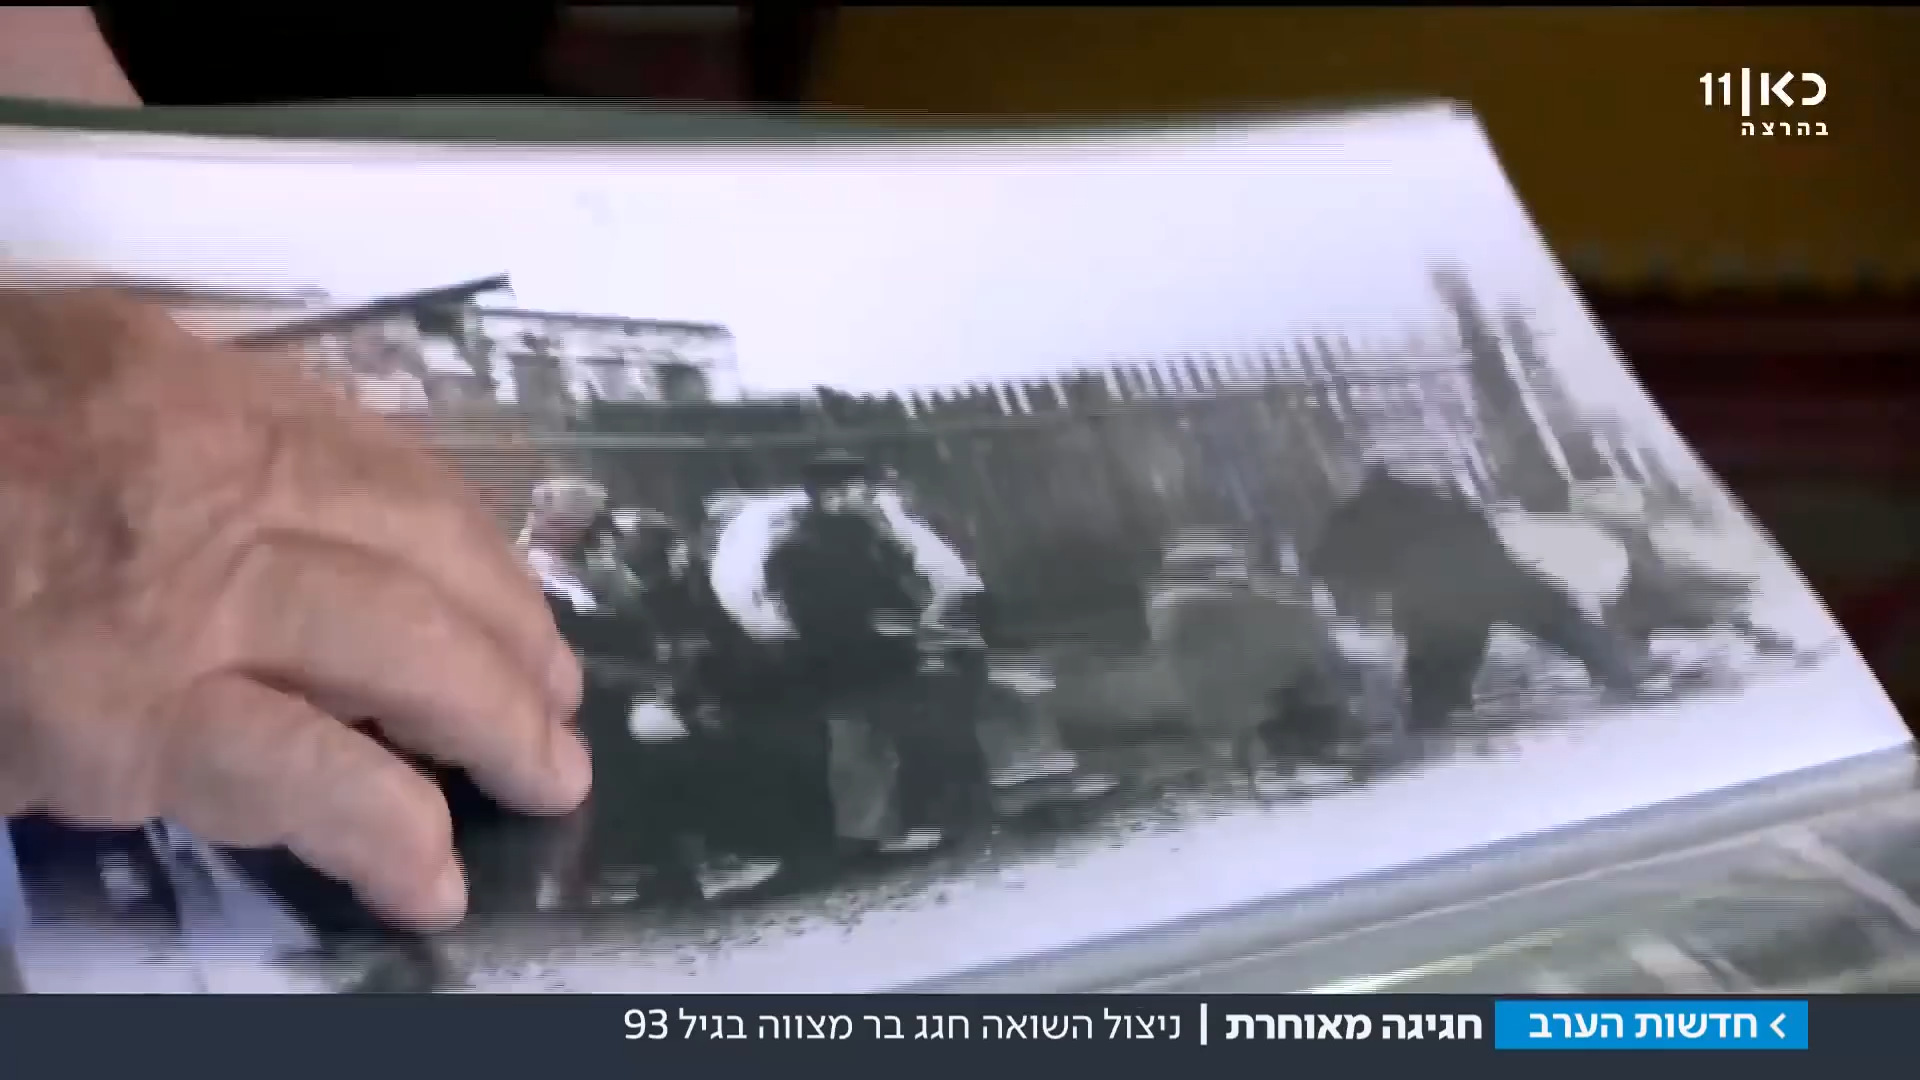 כאן|11
בהרצה
חדשות הערב
חגיגה מאוחרת | ניצול השואה חגג בר מצווה בגיל 93